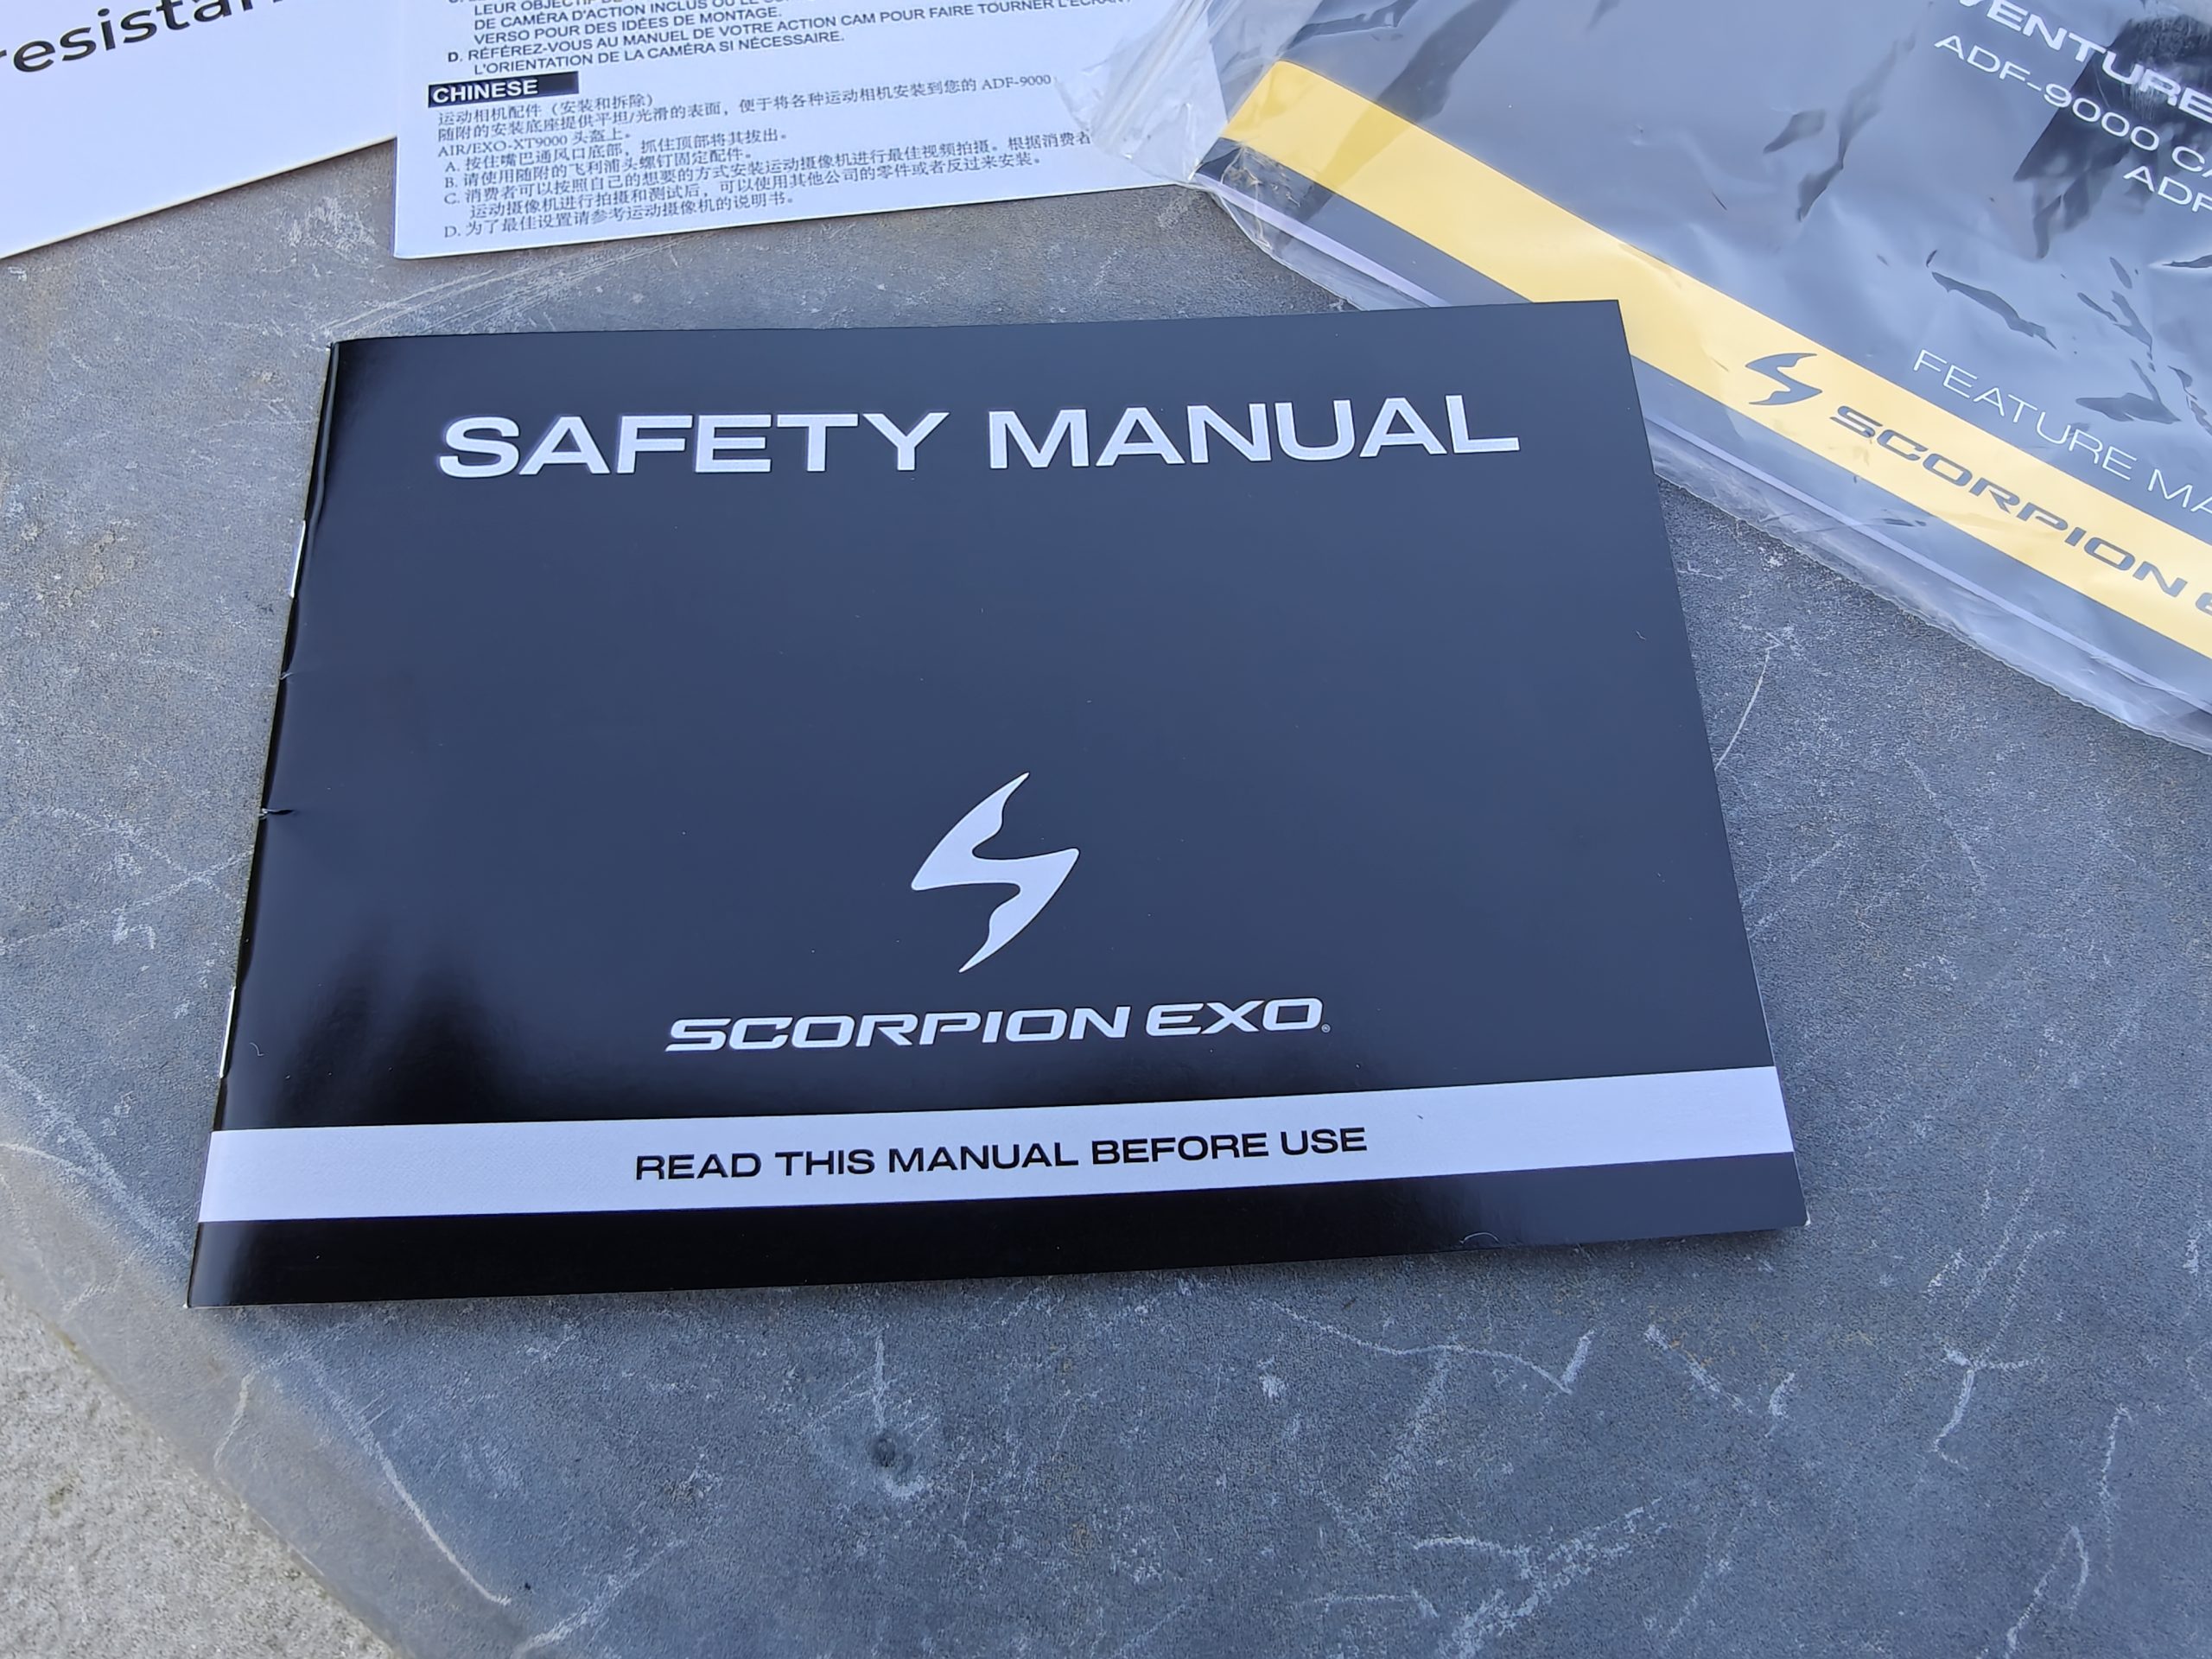 resistan
LEUR OBJECTIF
DE CAMÉRA D'ACTION INCLUS OU LE
VERSO POUR DES IDÉES DE MONTAGE.
D. RÉFÉREZ-VOUS AU MANUEL DE VOTRE ACTION CAM POUR FAIRE TOURNER L'ÉCRAN
L'ORIENTATION DE LA CAMÉRA SI NÉCESSAIRE.
CHINESE
运动相机配件（安装和拆除）
随附的安装底座提供平坦/光滑的表面，便于将各种运动相机安装到您的 ADF-9000
AIR/EXO-XT9000 头盔上。
A. 按住嘴巴通风口底部，抓住顶部将其拔出。
B. 请使用随附的飞利浦头螺钉固定配件。
C. 消费者可以按照自己的想要的方式安装运动摄像机进行最佳视频拍摄。根据消费者
运动摄像机进行拍摄和测试后，可以使用其他公司的零件或者反过来安装。
D. 为了最佳设置请参考运动摄像机的说明书。
VENTURE
ADF-9000 CA
ADF
FEATURE MA
SCORPION E
SAFETY MANUAL
SCORPION EXO®
READ THIS MANUAL BEFORE USE